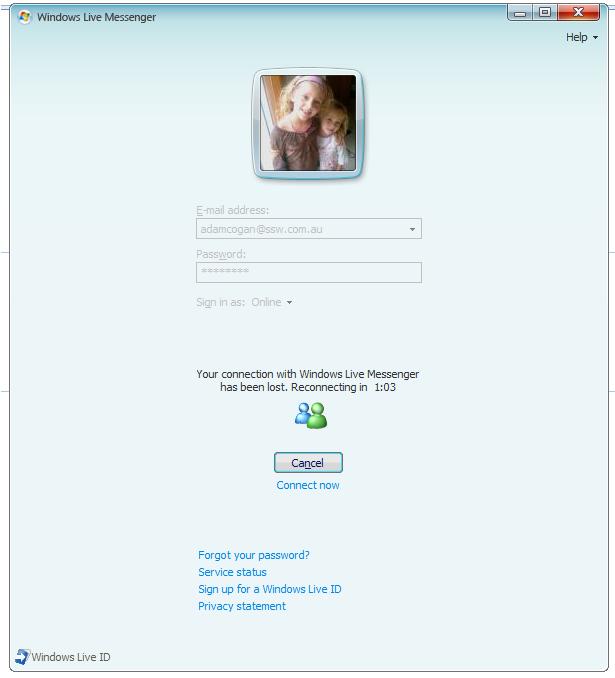 Windows Live Messenger
Help
E-mail address:
adamcogan@ssw.com.au
Password:
********
Sign in as: Online
Your connection with Windows Live Messenger
has been lost. Reconnecting in 1:03
Cancel
Connect now
Forgot your password?
Service status
Sign up for a Windows Live ID
Privacy statement
Windows Live ID